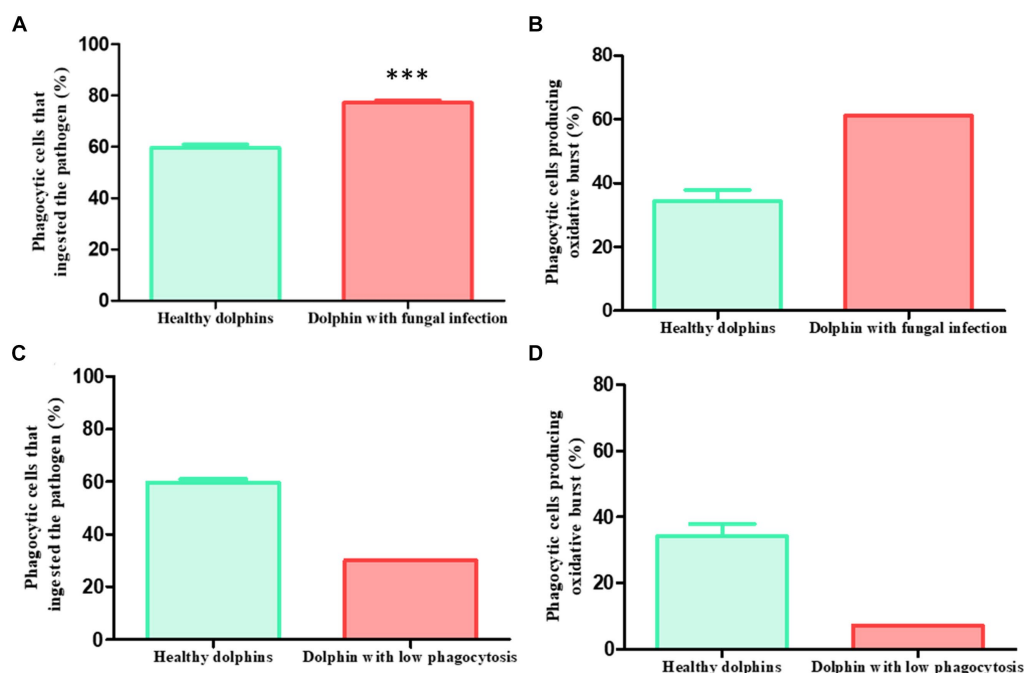 A
Phagocytic cells that
ingested the pathogen (%)
100
80
60
40
20
0
***
Healthy dolphins
Dolphin with fungal infection
B
Phagocytic cells producing
oxidative burst (%)
80
60
40
20
0
Healthy dolphins
Dolphin with fungal infection
C
Phagocytic cells that
ingested the pathogen (%)
100
80
60
40
20
0
Healthy dolphins
Dolphin with low phagocytosis
D
Phagocytic cells producing
oxidative burst (%)
80
60
40
20
0
Healthy dolphins
Dolphin with low phagocytosis